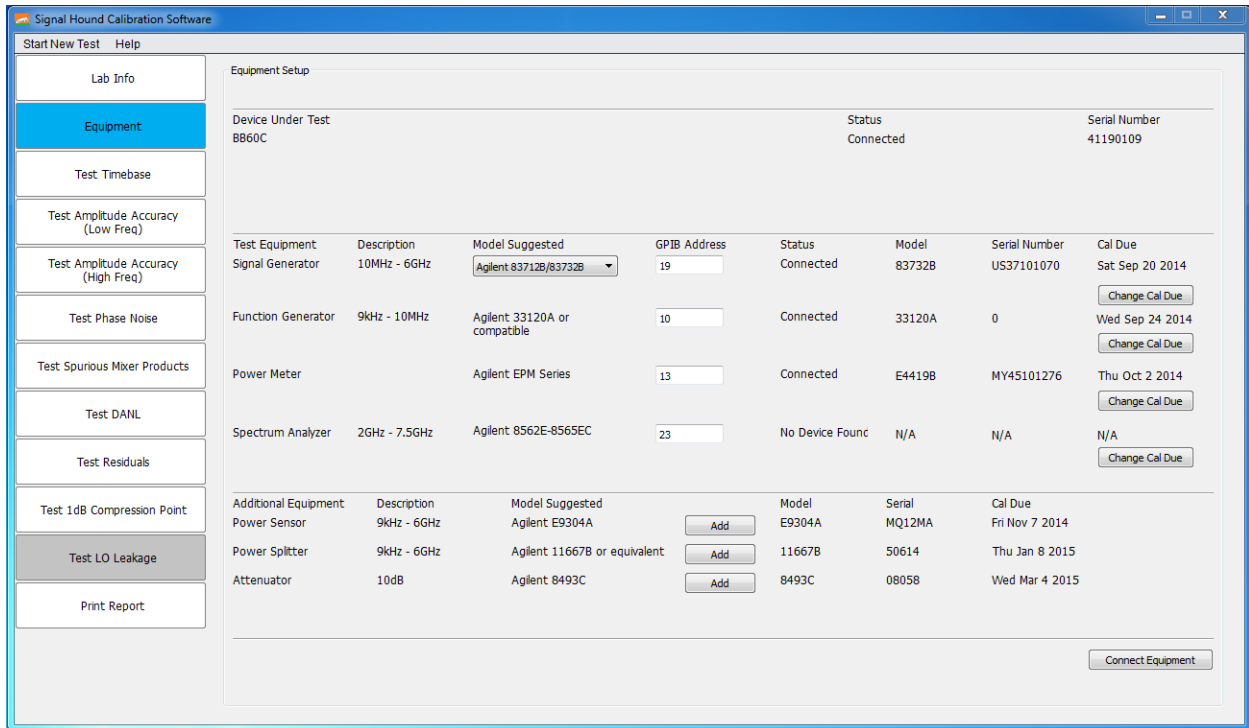 Signal Hound Calibration Software
Start New Test Help
Lab Info
Equipment
Test Timebase
Test Amplitude Accuracy
(Low Freq)
Test Amplitude Accuracy
(High Freq)
Test Phase Noise
Test Spurious Mixer Products
Test DANL
Test Residuals
Test 1dB Compression Point
Test LO Leakage
Print Report
Equipment Setup
Device Under Test Status Serial Number
BB60C Connected 41190109
Test Equipment Description Model Suggested GPIB Address Status Model Serial Number Cal Due
Signal Generator 10MHz - 6GHz Agilent 83712B/83732B 19 Connected 83732B US37101070 Sat Sep 20 2014
Change Cal Due
Function Generator 9kHz - 10MHz Agilent 33120A or 10 Connected 33120A 0 Wed Sep 24 2014
compatible
Change Cal Due
Power Meter Agilent EPM Series 13 Connected E4419B MY45101276 Thu Oct 2 2014
Change Cal Due
Spectrum Analyzer 2GHz - 7.5GHz Agilent 8562E-8565EC 23 No Device Found N/A N/A N/A
Change Cal Due
Additional Equipment Description Model Suggested Model Serial Cal Due
Power Sensor 9kHz - 6GHz Agilent E9304A Add E9304A MQ12MA Fri Nov 7 2014
Power Splitter 9kHz - 6GHz Agilent 11667B or equivalent Add 11667B 50614 Thu Jan 8 2015
Attenuator 10dB Agilent 8493C Add 8493C 08058 Wed Mar 4 2015
Connect Equipment